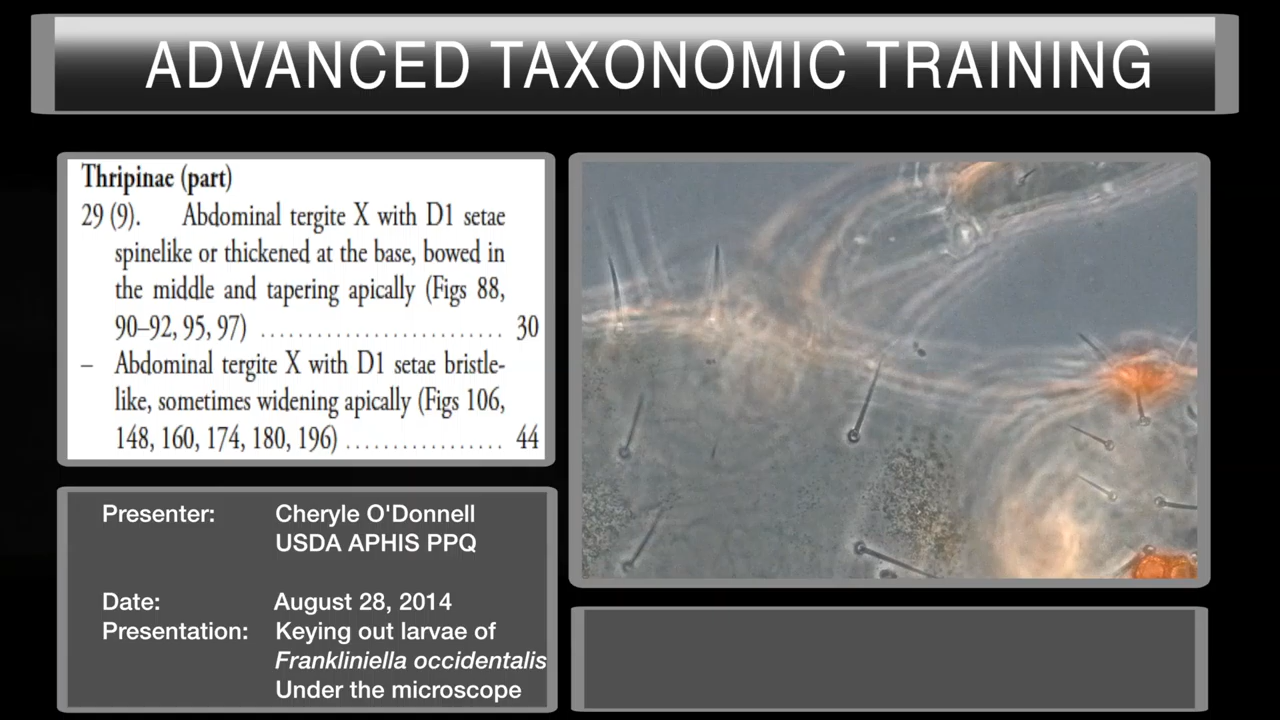 ADVANCED TAXONOMIC TRAINING
Thripinae (part)
29 (9). Abdominal tergite X with D1 setae
spinelike or thickened at the base, bowed in
the middle and tapering apically (Figs 88,
90–92, 95, 97) .......................... 30
– Abdominal tergite X with D1 setae bristle-
like, sometimes widening apically (Figs 106,
148, 160, 174, 180, 196) ................. 44
Presenter: Cheryle O'Donnell
USDA APHIS PPQ
Date: August 28, 2014
Presentation: Keying out larvae of
Frankliniella occidentalis
Under the microscope